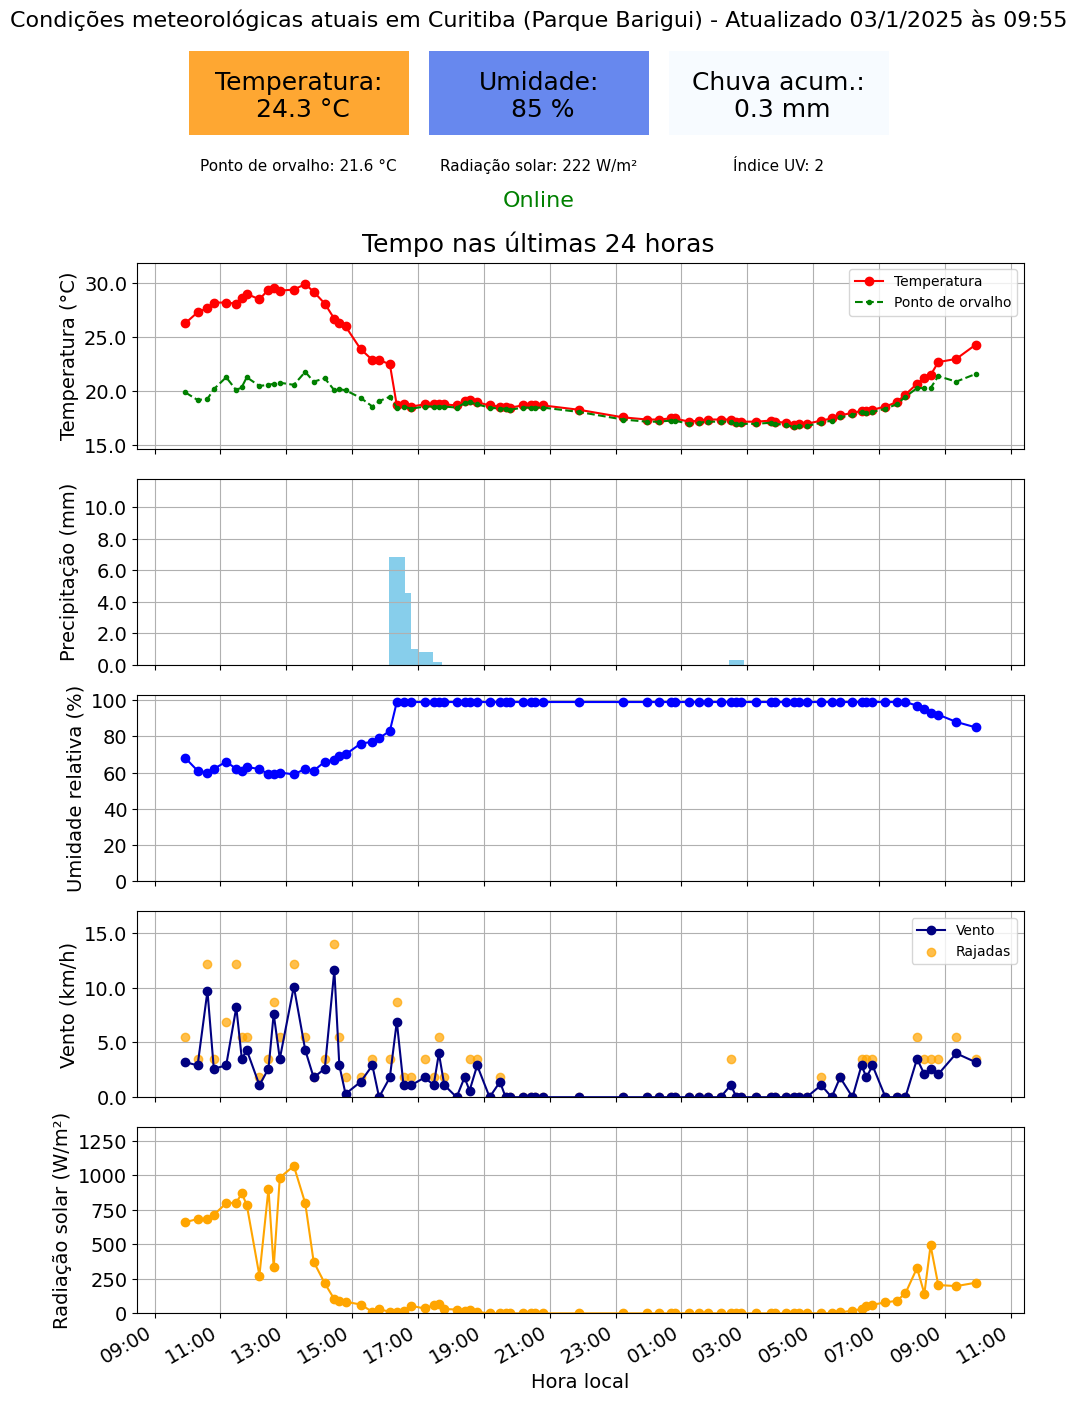 Condições meteorológicas atuais em Curitiba (Parque Barigui) - Atualizado 03/1/2025 às 09:55
Temperatura:
24.3 °C
Umidade:
85 %
Chuva acum.:
0.3 mm
Ponto de orvalho: 21.6 °C
Radiação solar: 222 W/m²
Índice UV: 2
Online
Tempo nas últimas 24 horas
Temperatura (°C)
30.0
25.0
20.0
15.0
Temperatura
Ponto de orvalho
Precipitação (mm)
10.0
8.0
6.0
4.0
2.0
0.0
Umidade relativa (%)
100
80
60
40
20
0
Vento (km/h)
15.0
10.0
5.0
0.0
Vento
Rajadas
Radiação solar (W/m²)
1250
1000
750
500
250
0
09:00
11:00
13:00
15:00
17:00
19:00
21:00
23:00
01:00
03:00
05:00
07:00
09:00
11:00
Hora local